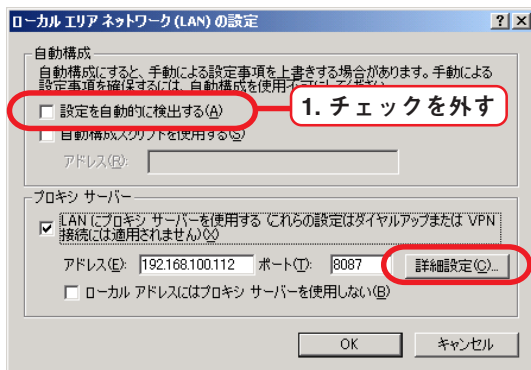 ローカル エリア ネットワーク (LAN) の設定
自動構成
自動構成にすると、手動による設定事項を上書きする場合があります。手動による
設定事項を確保するには、自動構成を使用
設定を自動的に検出する(A)
1. チェックを外す
自動構成スクリプトを使用する(S)
アドレス(R):
プロキシ サーバー
LAN にプロキシ サーバーを使用する (これらの設定はダイヤルアップまたは VPN
接続には適用されません)(X)
アドレス(E): 192.168.100.112 ポート(T): 8087 詳細設定(C)...
ローカル アドレスにはプロキシ サーバーを使用しない(B)
OK キャンセル